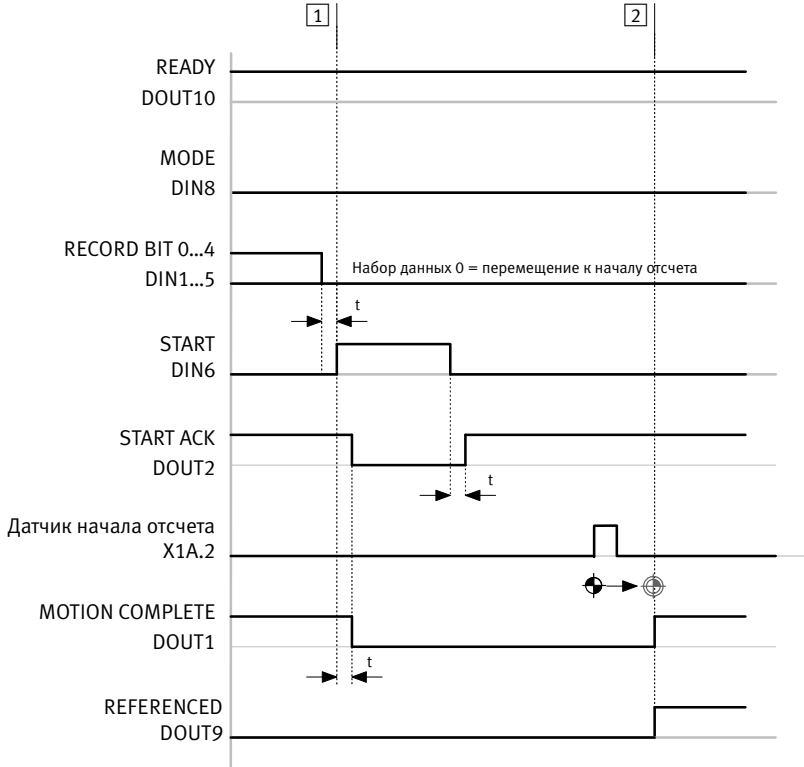 1
2
READY
DOUT10
MODE
DIN8
RECORD BIT 0...4
DIN1...5
Набор данных 0 = перемещение к началу отсчета
t
START
DIN6
START ACK
DOUT2
t
Датчик начала отсчета
X1A.2
MOTION COMPLETE
DOUT1
t
REFERENCED
DOUT9